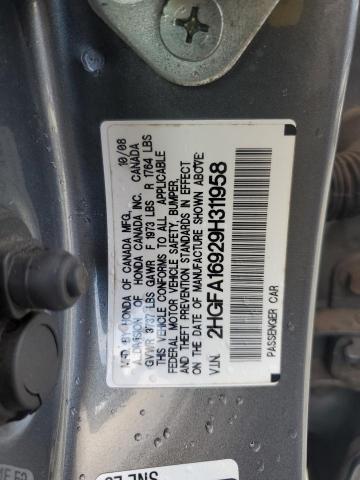 MFD. BY HONDA OF CANADA MFG. 10/08
A DIVISION OF HONDA CANADA INC. CANADA
GVWR 3737 LBS GAWR F 1973 LBS R 1764 LBS
THIS VEHICLE CONFORMS TO ALL APPLICABLE
FEDERAL MOTOR VEHICLE SAFETY, BUMPER,
AND THEFT PREVENTION STANDARDS IN EFFECT
ON THE DATE OF MANUFACTURE SHOWN ABOVE.
V.I.N. 2HGFA16929H311958
PASSENGER CAR